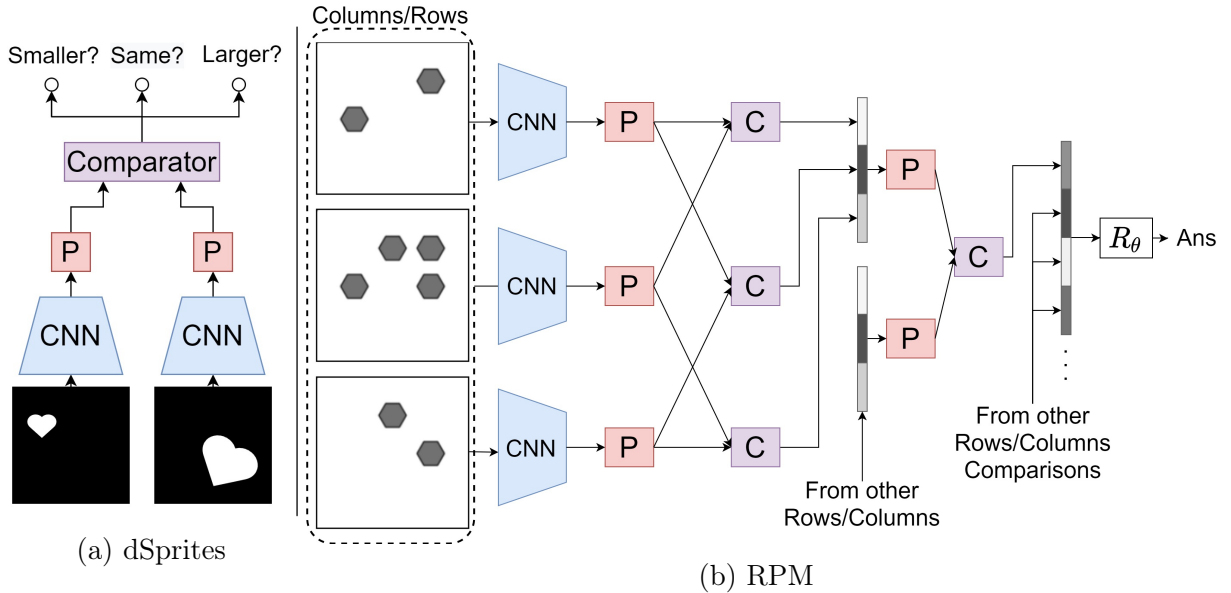 Smaller? Same? Larger?
Comparator
P P
CNN CNN
(a) dSprites
Columns/Rows
CNN P C
CNN P C
CNN P C
P
P
C
From other
Rows/Columns
From other
Rows/Columns
Comparisons
Rθ
Ans
(b) RPM